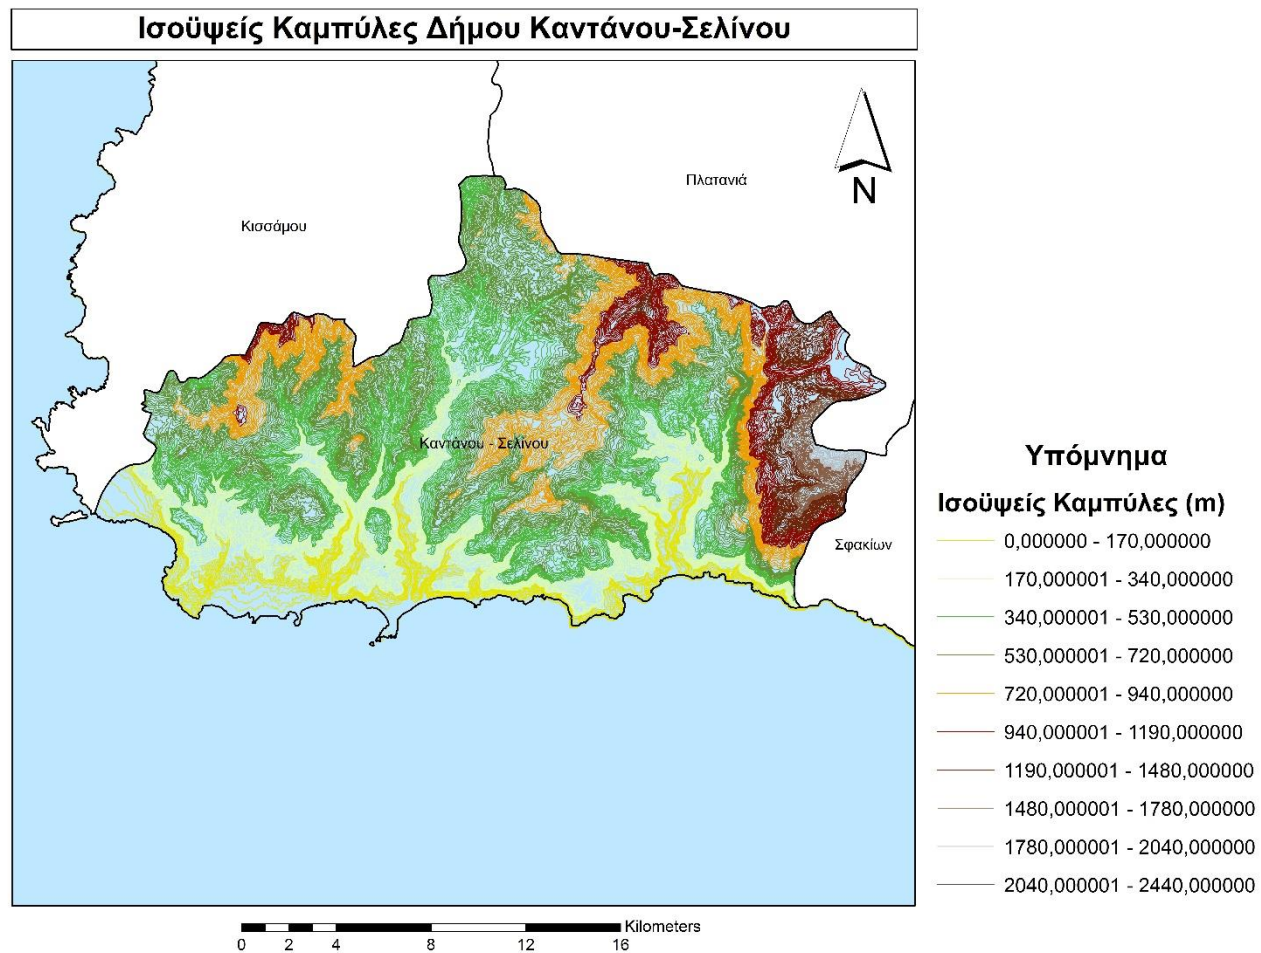 Ισοϋψείς Καμπύλες Δήμου Καντάνου-Σελίνου
N
Πλατανιά
Κισσάμου
Καντάνου - Σελίνου
Σφακίων
Υπόμνημα
Ισοϋψείς Καμπύλες (m)
0,000000 - 170,000000
170,000001 - 340,000000
340,000001 - 530,000000
530,000001 - 720,000000
720,000001 - 940,000000
940,000001 - 1190,000000
1190,000001 - 1480,000000
1480,000001 - 1780,000000
1780,000001 - 2040,000000
2040,000001 - 2440,000000
Kilometers
0 2 4 8 12 16